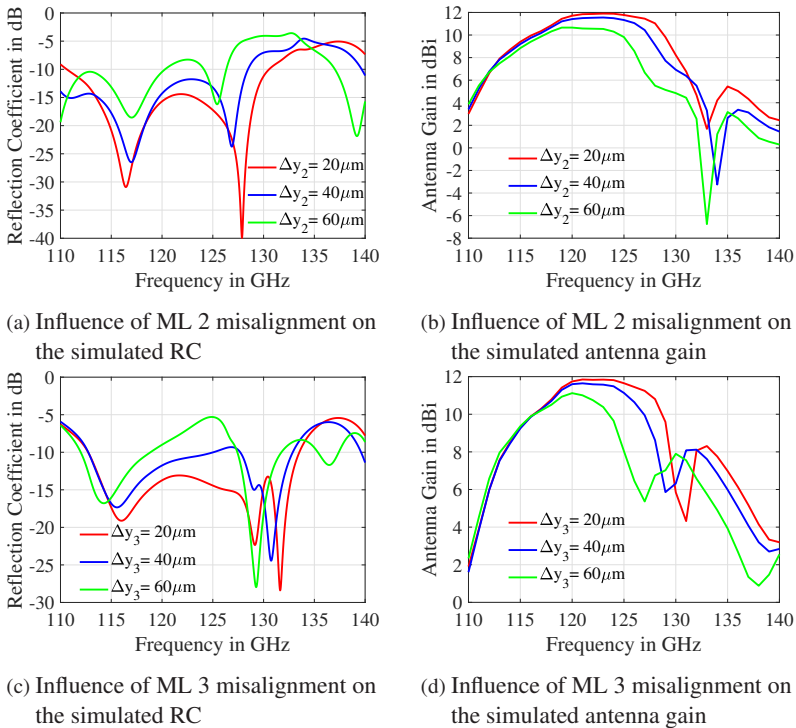 0
-5
-10
-15
-20
-25
-30
-35
-40
Reflection Coefficient in dB
Δy2= 20μm
Δy2= 40μm
Δy2= 60μm
110 115 120 125 130 135 140
Frequency in GHz
12
10
8
6
4
2
0
-2
-4
-6
-8
Antenna Gain in dBi
Δy2= 20μm
Δy2= 40μm
Δy2= 60μm
110 115 120 125 130 135 140
Frequency in GHz
(a) Influence of ML 2 misalignment on
the simulated RC
(b) Influence of ML 2 misalignment on
the simulated antenna gain
0
-5
-10
-15
-20
-25
-30
Reflection Coefficient in dB
Δy3= 20μm
Δy3= 40μm
Δy3= 60μm
110 115 120 125 130 135 140
Frequency in GHz
12
10
8
6
4
2
0
Antenna Gain in dBi
Δy3= 20μm
Δy3= 40μm
Δy3= 60μm
110 115 120 125 130 135 140
Frequency in GHz
(c) Influence of ML 3 misalignment on
the simulated RC
(d) Influence of ML 3 misalignment on
the simulated antenna gain